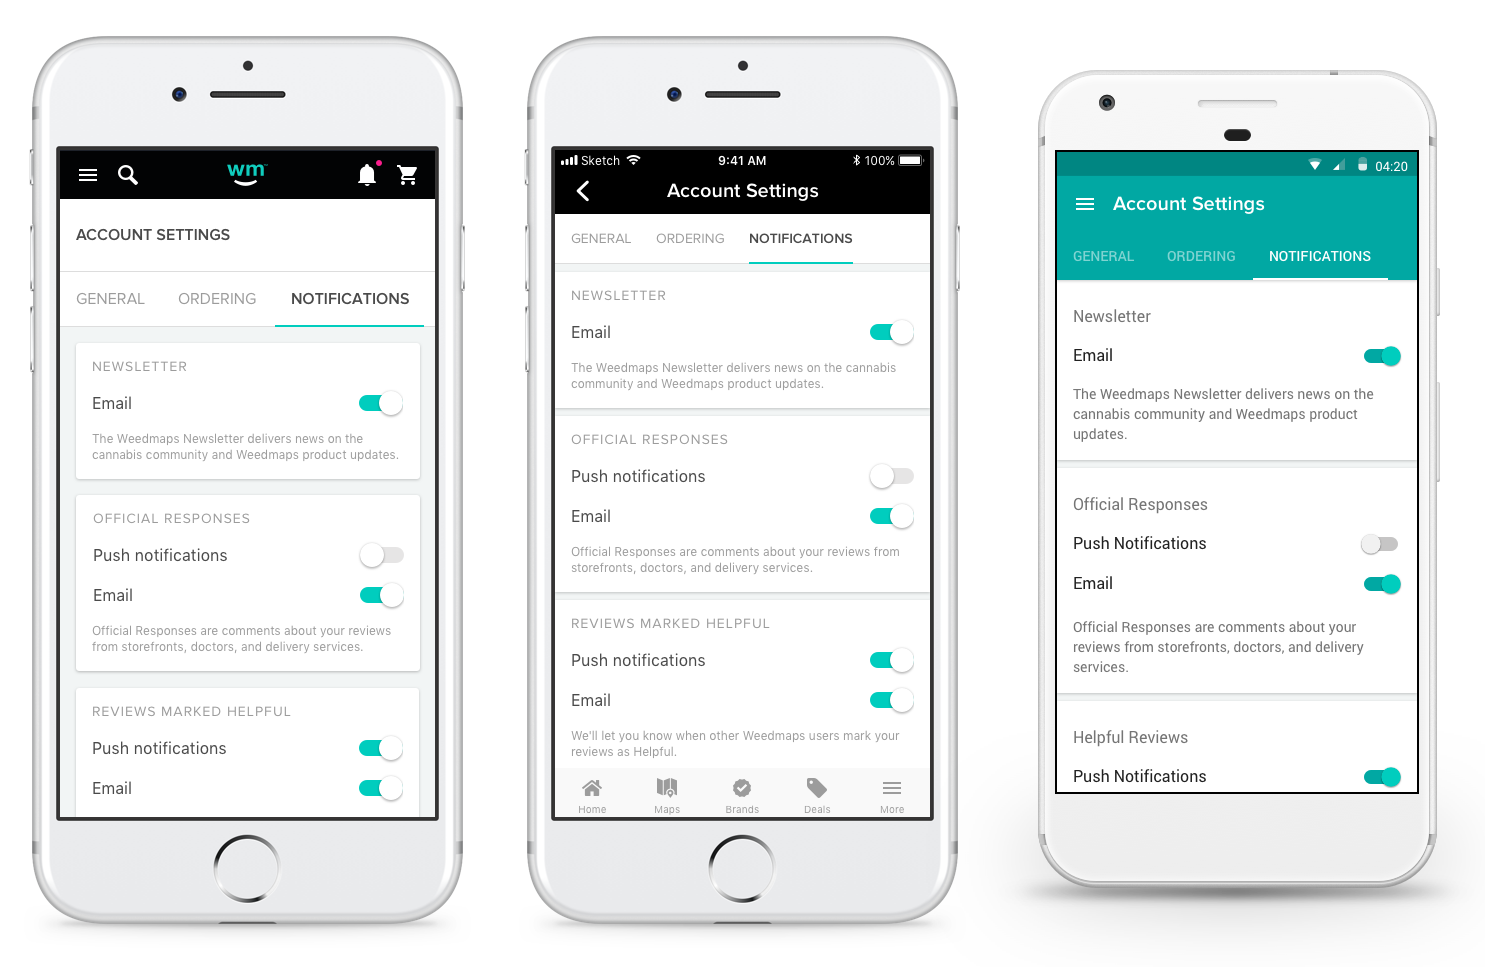 wm
ACCOUNT SETTINGS
GENERAL ORDERING NOTIFICATIONS
NEWSLETTER
Email
The Weedmaps Newsletter delivers news on the
cannabis community and Weedmaps product updates.
OFFICIAL RESPONSES
Push notifications
Email
Official Responses are comments about your reviews
from storefronts, doctors, and delivery services.
REVIEWS MARKED HELPFUL
Push notifications
Email
Sketch 9:41 AM 100%
Account Settings
GENERAL ORDERING NOTIFICATIONS
NEWSLETTER
Email
The Weedmaps Newsletter delivers news on the cannabis
community and Weedmaps product updates.
OFFICIAL RESPONSES
Push notifications
Email
Official Responses are comments about your reviews from
storefronts, doctors, and delivery services.
REVIEWS MARKED HELPFUL
Push notifications
Email
We'll let you know when other Weedmaps users mark your
reviews as Helpful.
Home Maps Brands Deals More
04:20
Account Settings
GENERAL ORDERING NOTIFICATIONS
Newsletter
Email
The Weedmaps Newsletter delivers news on the
cannabis community and Weedmaps product
updates.
Official Responses
Push Notifications
Email
Official Responses are comments about your
reviews from storefronts, doctors, and delivery
services.
Helpful Reviews
Push Notifications